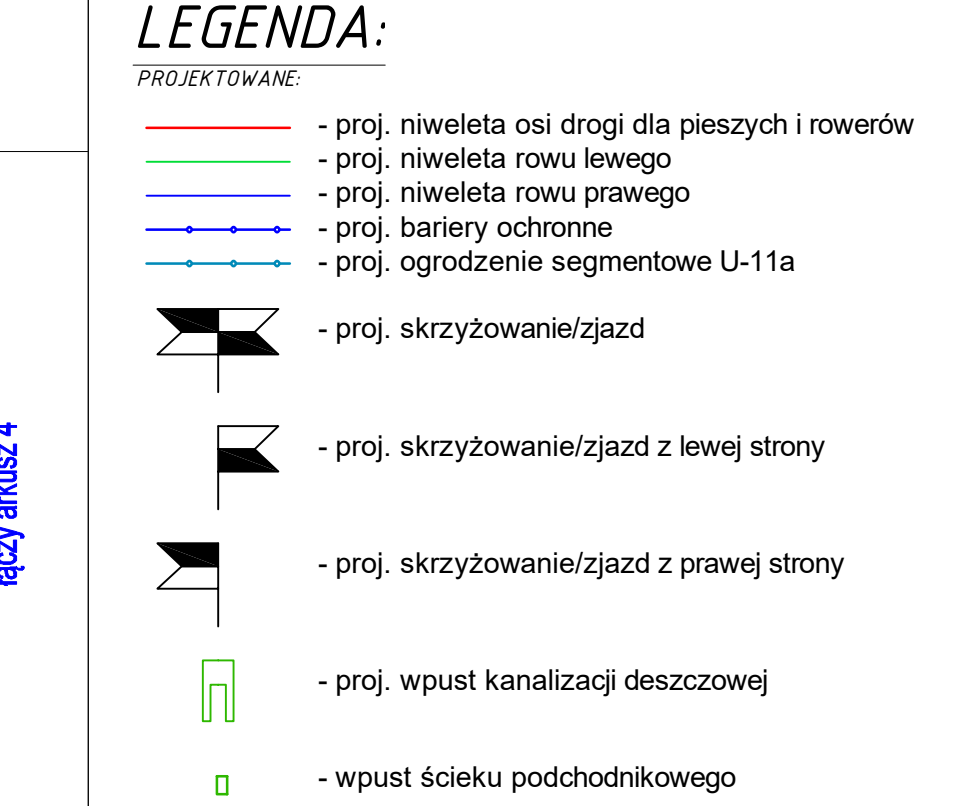 LEGENDA:
PROJEKTOWANE:
- proj. niweleta osi drogi dla pieszych i rowerów
- proj. niweleta rowu lewego
- proj. niweleta rowu prawego
- proj. bariery ochronne
- proj. ogrodzenie segmentowe U-11a
- proj. skrzyżowanie/zjazd
- proj. skrzyżowanie/zjazd z lewej strony
- proj. skrzyżowanie/zjazd z prawej strony
- proj. wpust kanalizacji deszczowej
- wpust ścieku podchodnikowego
łączy arkusz 4